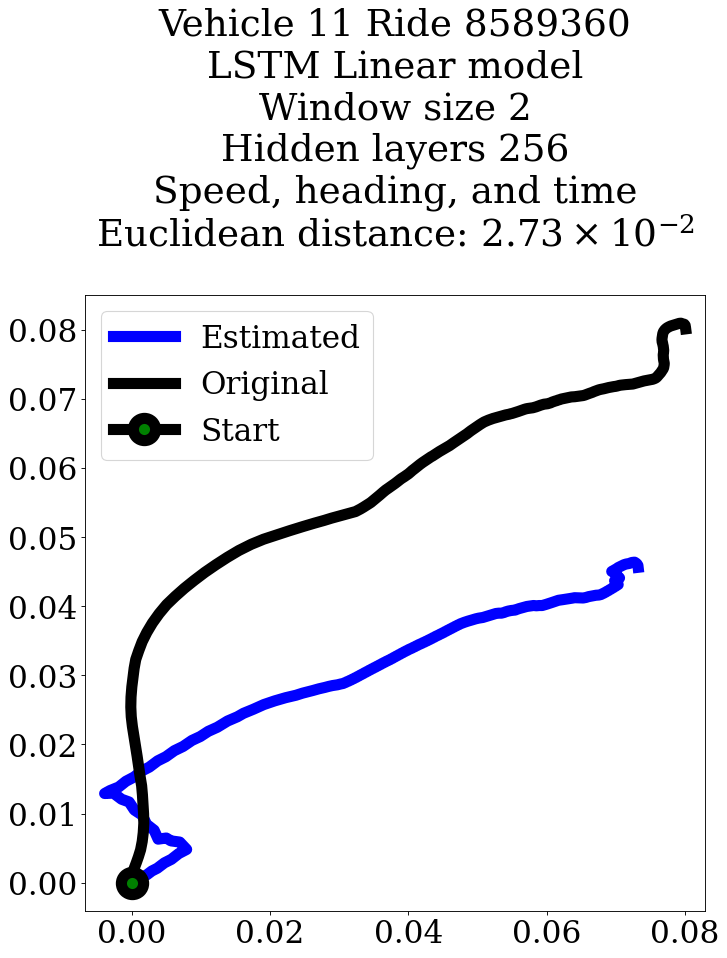 Vehicle 11 Ride 8589360
LSTM Linear model
Window size 2
Hidden layers 256
Speed, heading, and time
Euclidean distance: 2.73 × 10⁻²
Estimated
Original
Start
0.08
0.07
0.06
0.05
0.04
0.03
0.02
0.01
0.00
0.00 0.02 0.04 0.06 0.08